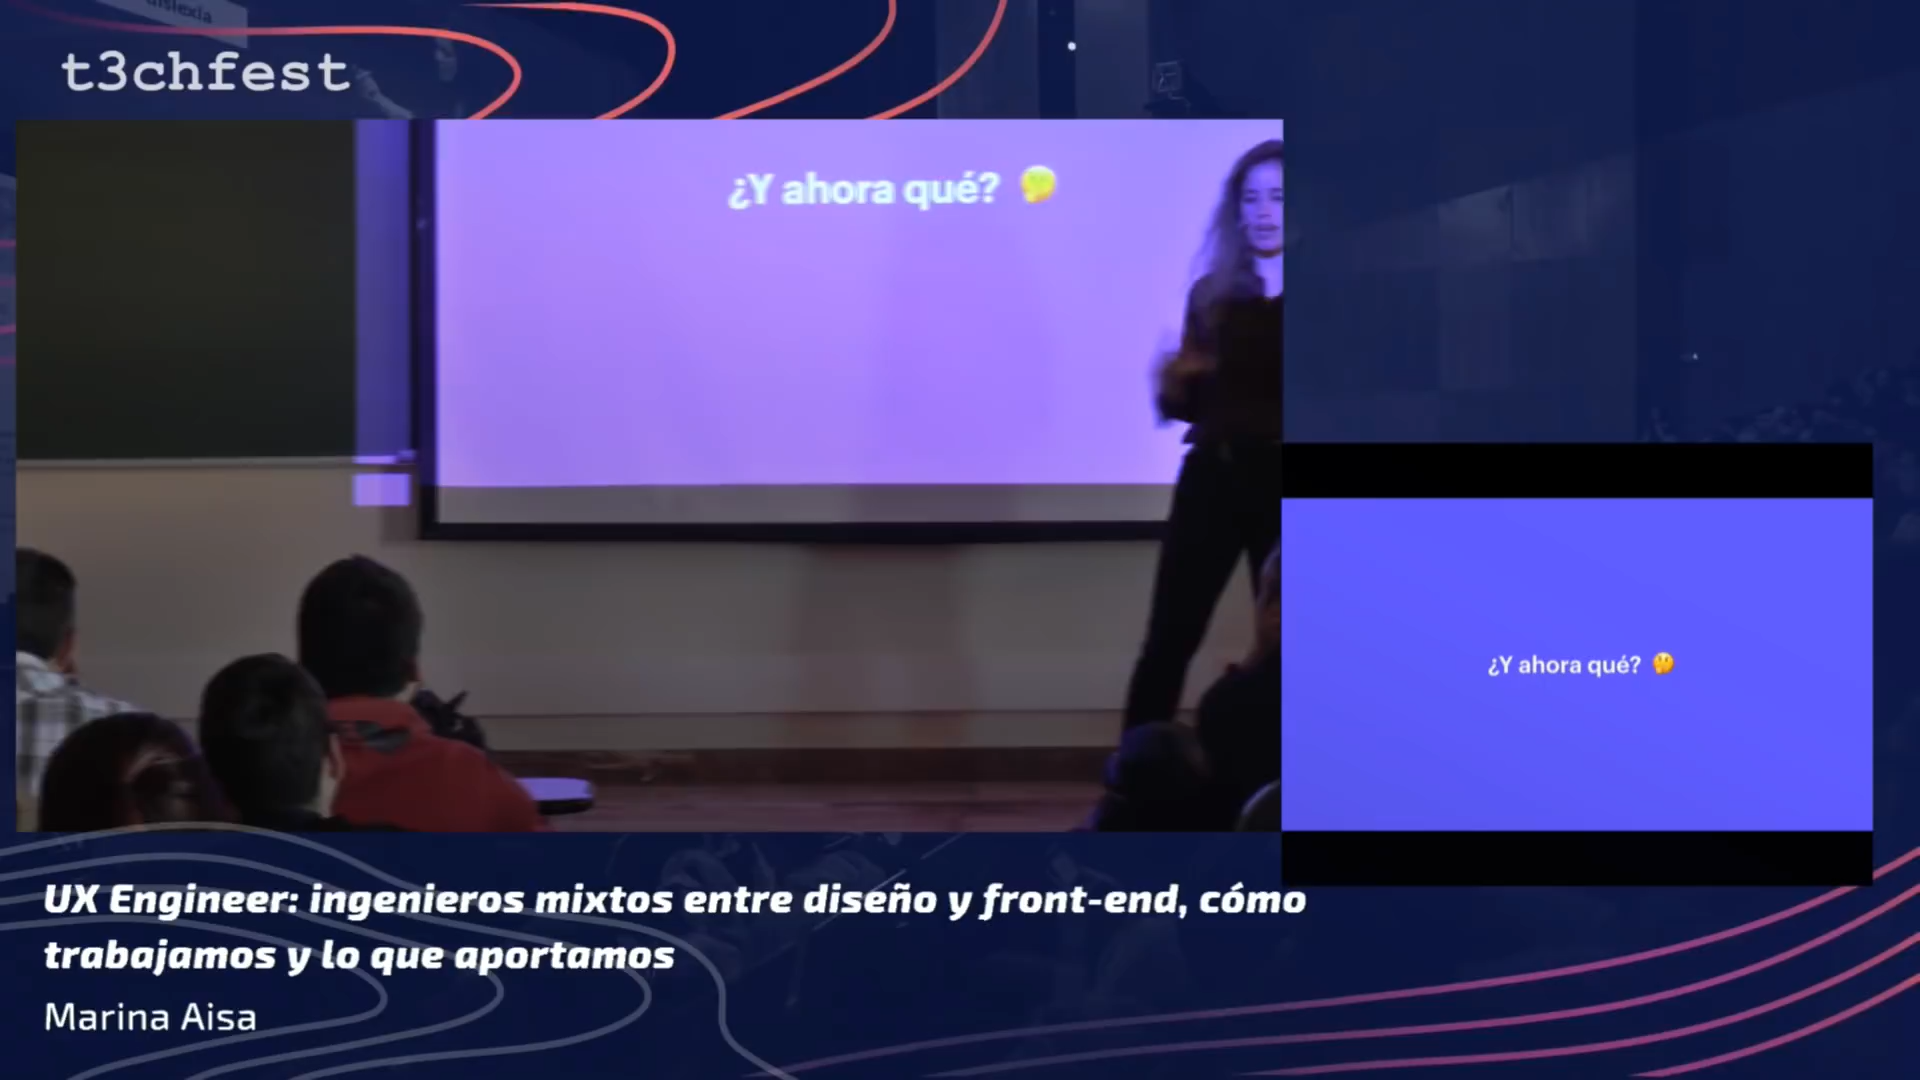 dislexia
t3chfest
¿Y ahora qué? 🤔
¿Y ahora qué? 🤔
UX Engineer: ingenieros mixtos entre diseño y front-end, cómo
trabajamos y lo que aportamos
Marina Aisa